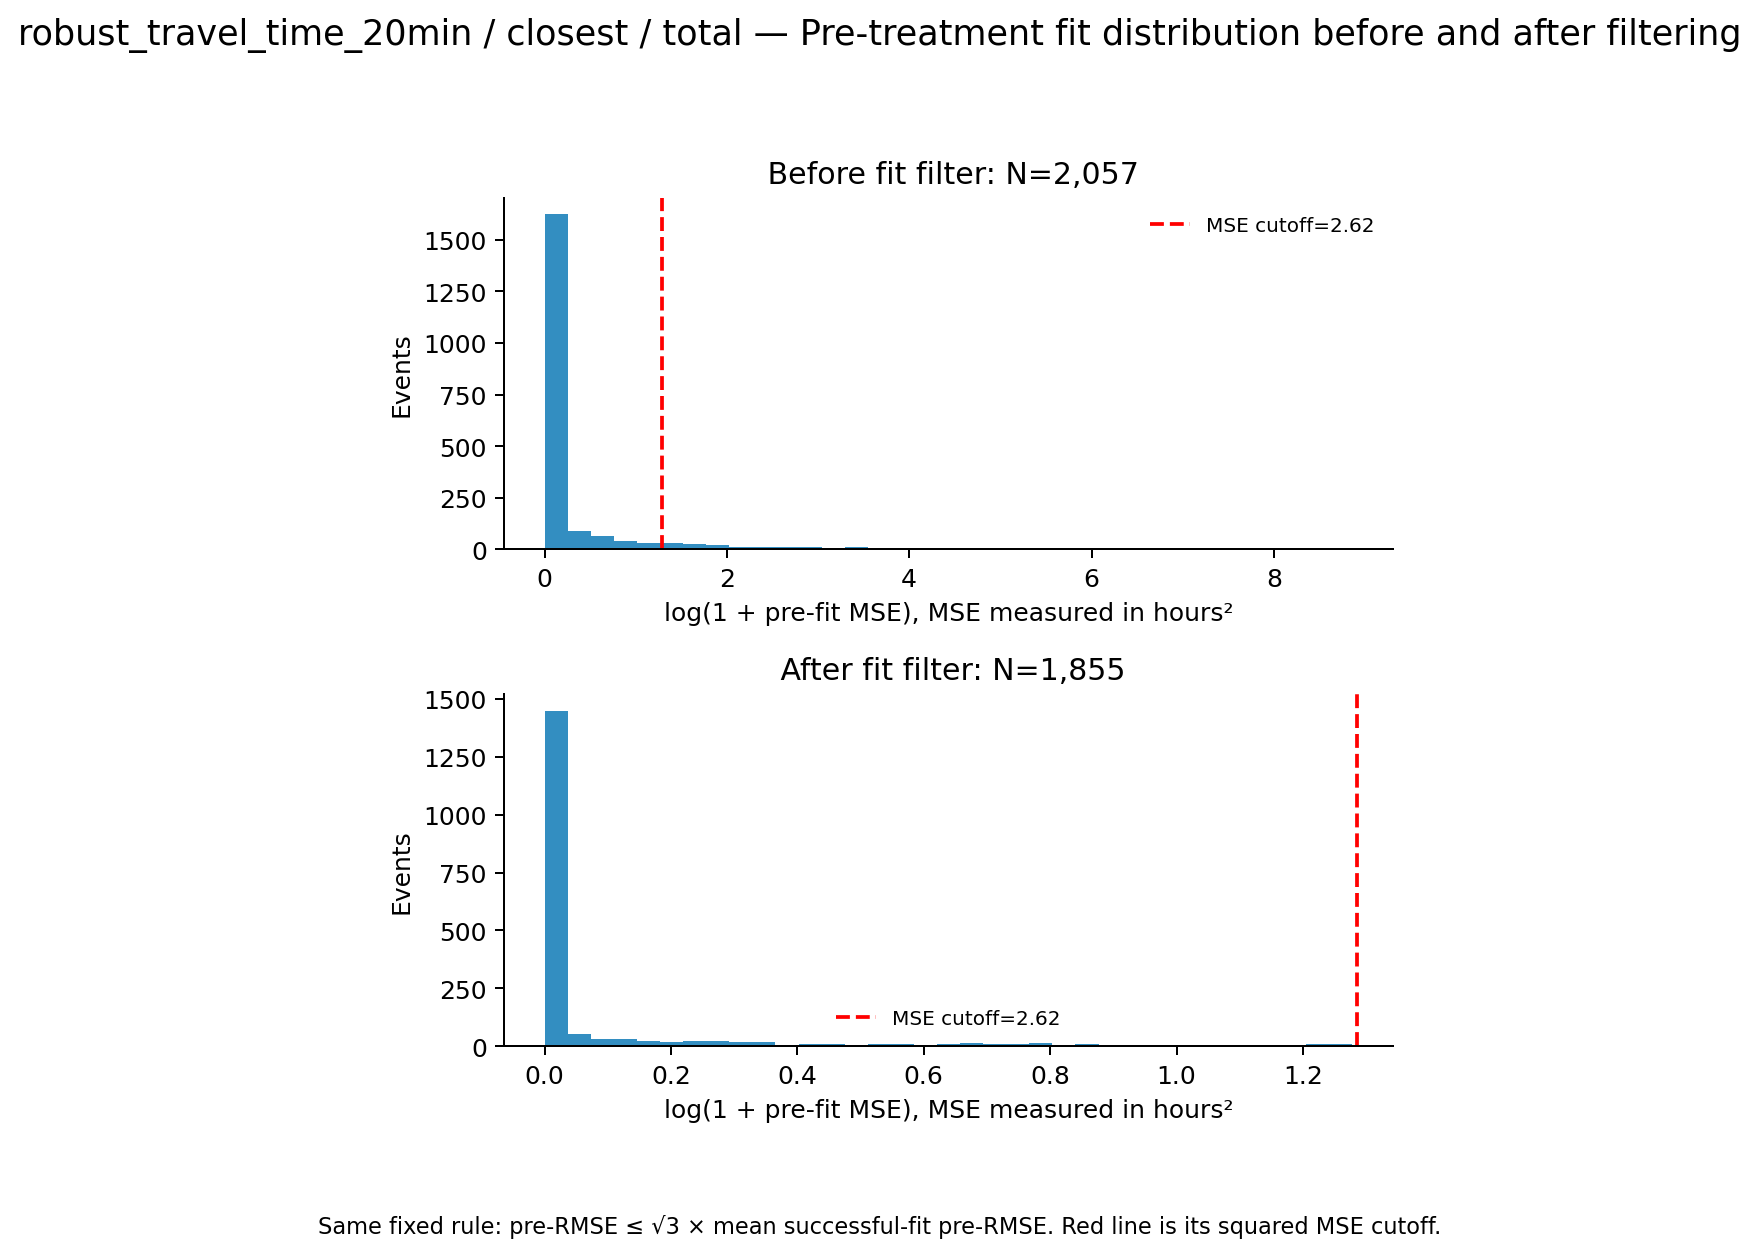 robust_travel_time_20min / closest / total — Pre-treatment fit distribution before and after filtering
Before fit filter: N=2,057
MSE cutoff=2.62
1500
1250
1000
750
500
250
0
Events
0 2 4 6 8
log(1 + pre-fit MSE), MSE measured in hours²
After fit filter: N=1,855
1500
1250
1000
750
500
250
0
Events
MSE cutoff=2.62
0.0 0.2 0.4 0.6 0.8 1.0 1.2
log(1 + pre-fit MSE), MSE measured in hours²
Same fixed rule: pre-RMSE ≤ √3 × mean successful-fit pre-RMSE. Red line is its squared MSE cutoff.